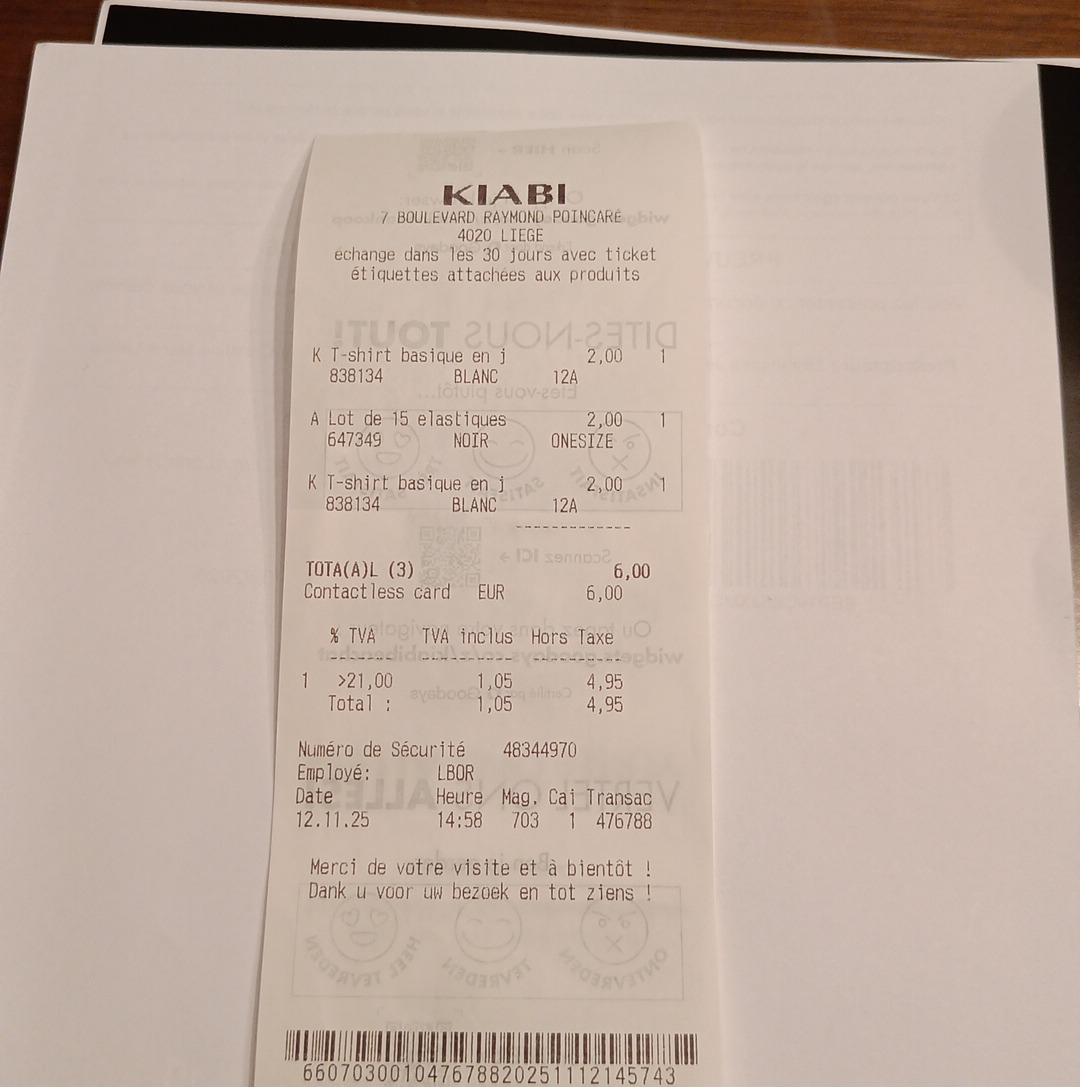 KIABI
7 BOULEVARD RAYMOND POINCARÉ
4020 LIEGE
échange dans les 30 jours avec ticket
étiquettes attachées aux produits
K T-shirt basique en j 2,00 1
838134 BLANC 12A
A Lot de 15 elastiques 2,00 1
647349 NOIR ONESIZE
K T-shirt basique en j 2,00 1
838134 BLANC 12A
--------------
TOTA(A)L (3) 6,00
Contactless card EUR 6,00
% TVA TVA inclus Hors Taxe
1 >21,00 1,05 4,95
Total : 1,05 4,95
Numéro de Sécurité 48344970
Employé: LBOR
Date Heure Mag. Cai Transac
12.11.25 14:58 703 1 476788
Merci de votre visite et à bientôt !
Dank u voor uw bezoek en tot ziens !
660703001047678820251112145743